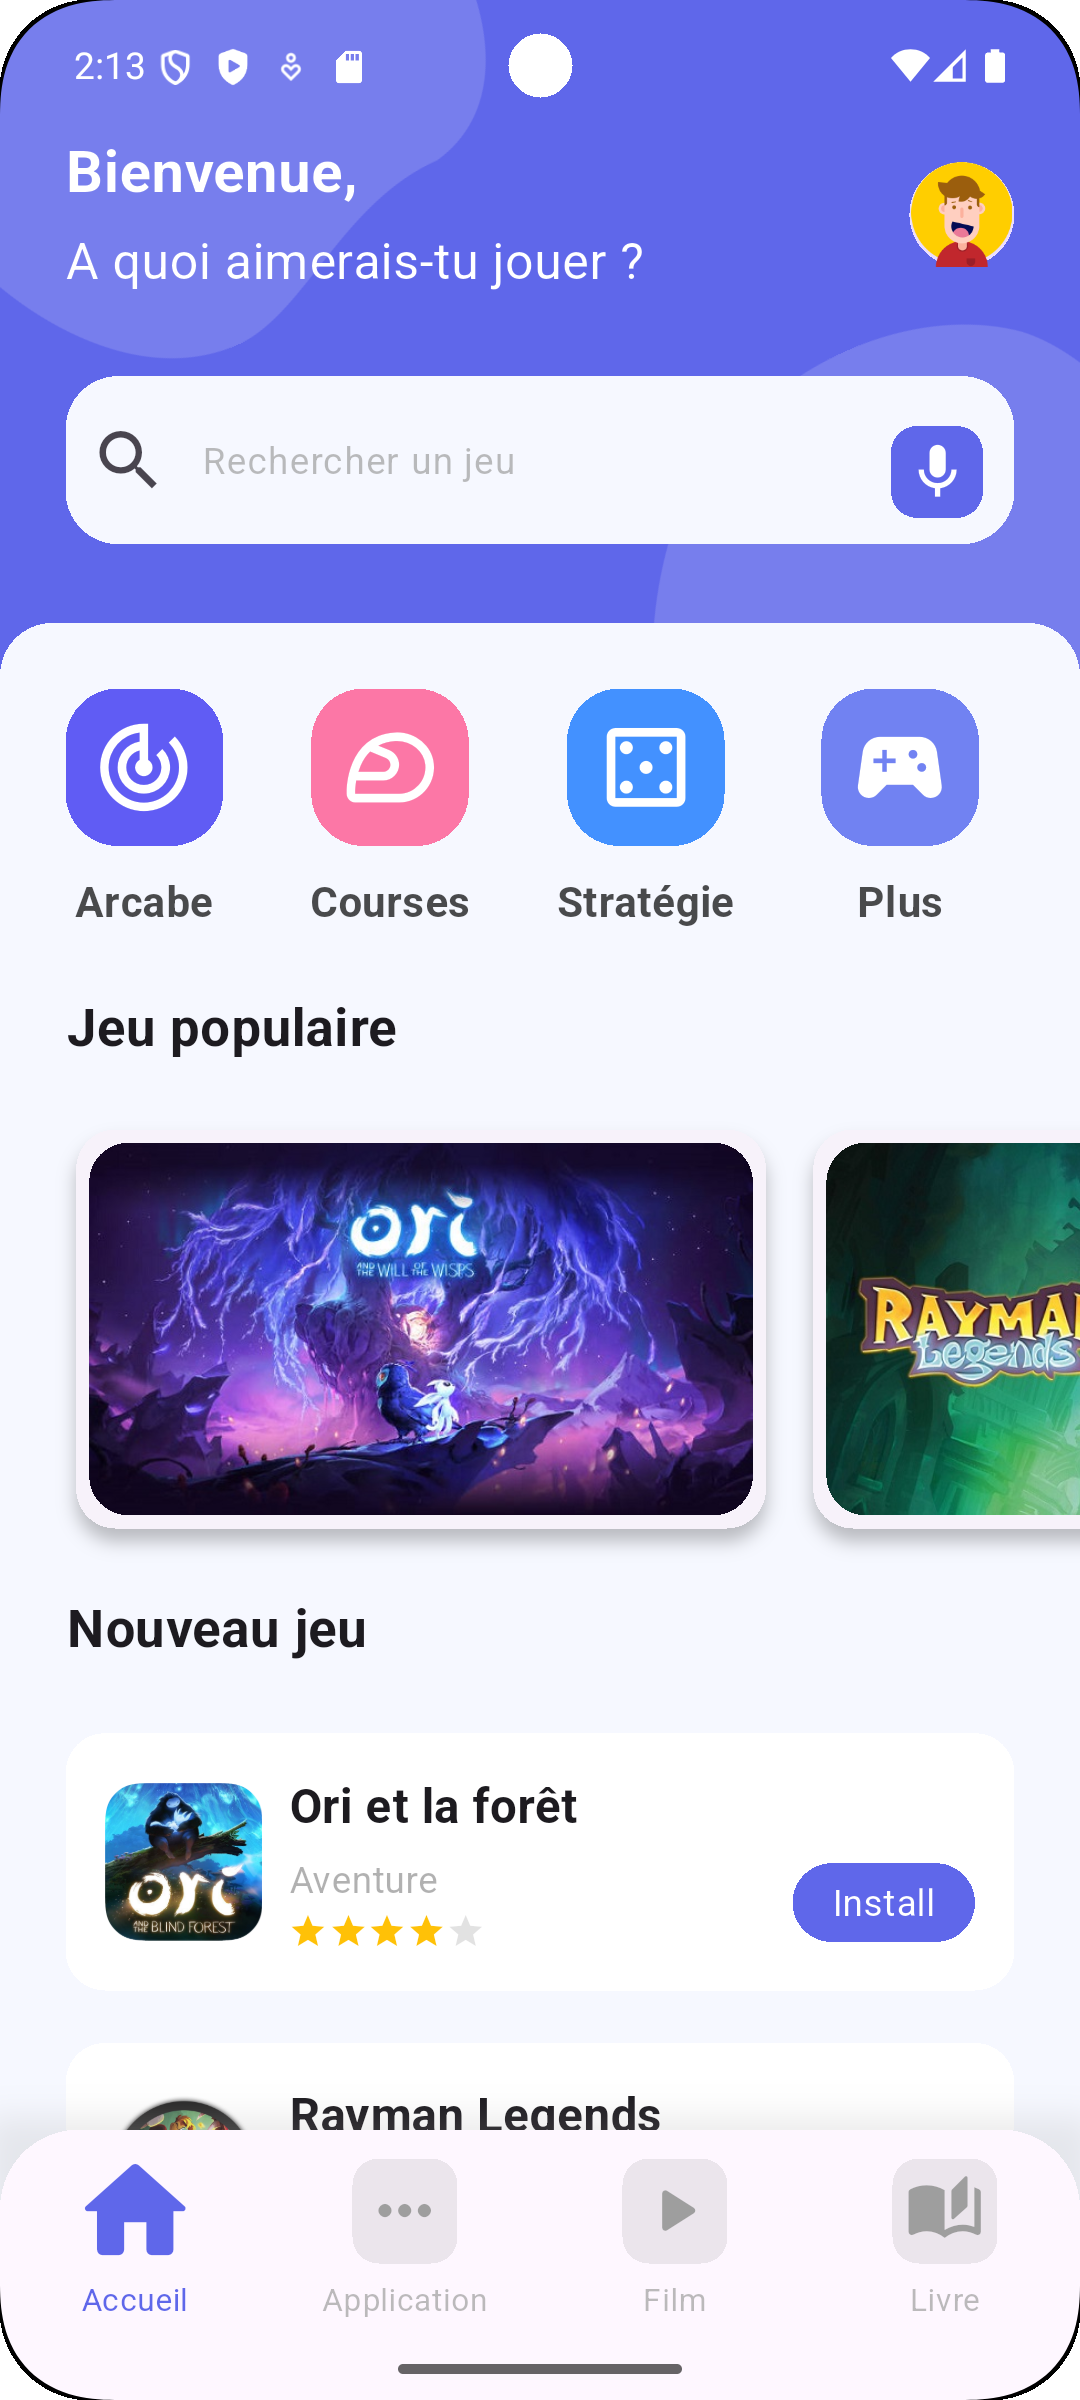 2:13
Bienvenue,
A quoi aimerais-tu jouer ?
Rechercher un jeu
Arcabe
Courses
Stratégie
Plus
Jeu populaire
ori
AND THE WILL OF THE WISPS
RAYMAN
Legends
Nouveau jeu
Ori et la forêt
Aventure
Install
ori
AND THE BLIND FOREST
Rayman Legends
Accueil
Application
Film
Livre